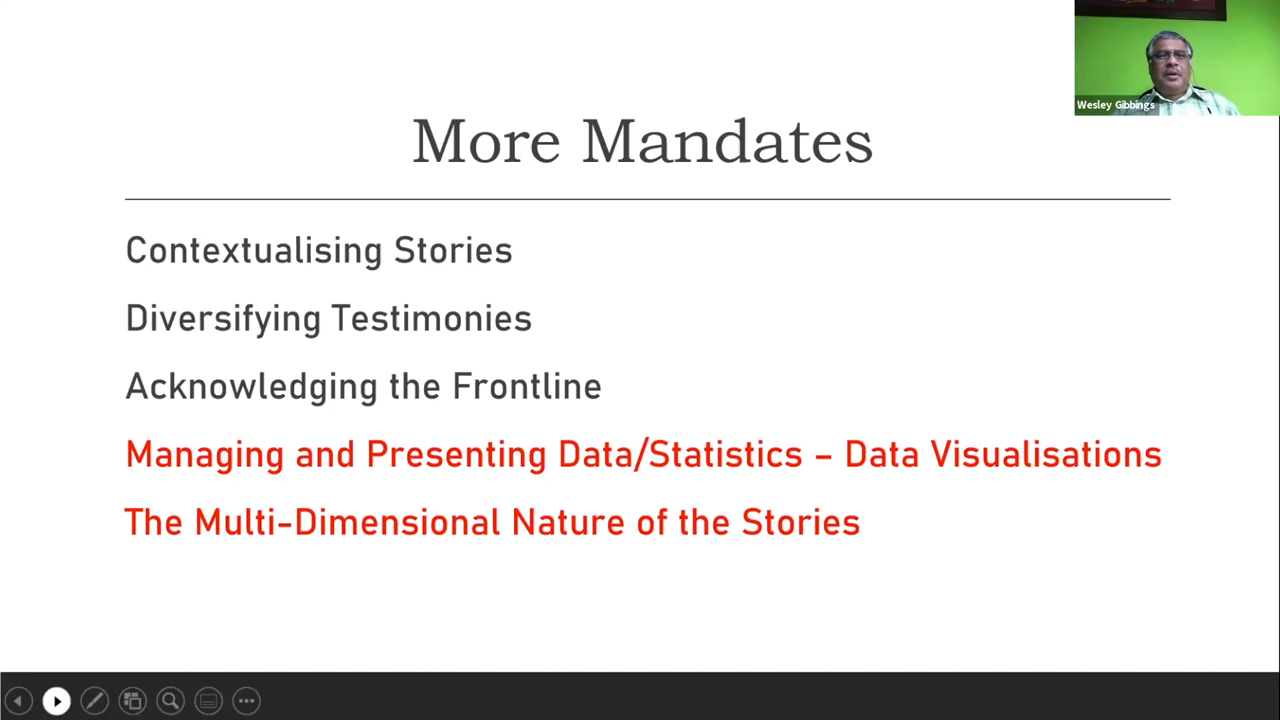 Wesley Gibbings
More Mandates
Contextualising Stories
Diversifying Testimonies
Acknowledging the Frontline
Managing and Presenting Data/Statistics – Data Visualisations
The Multi-Dimensional Nature of the Stories